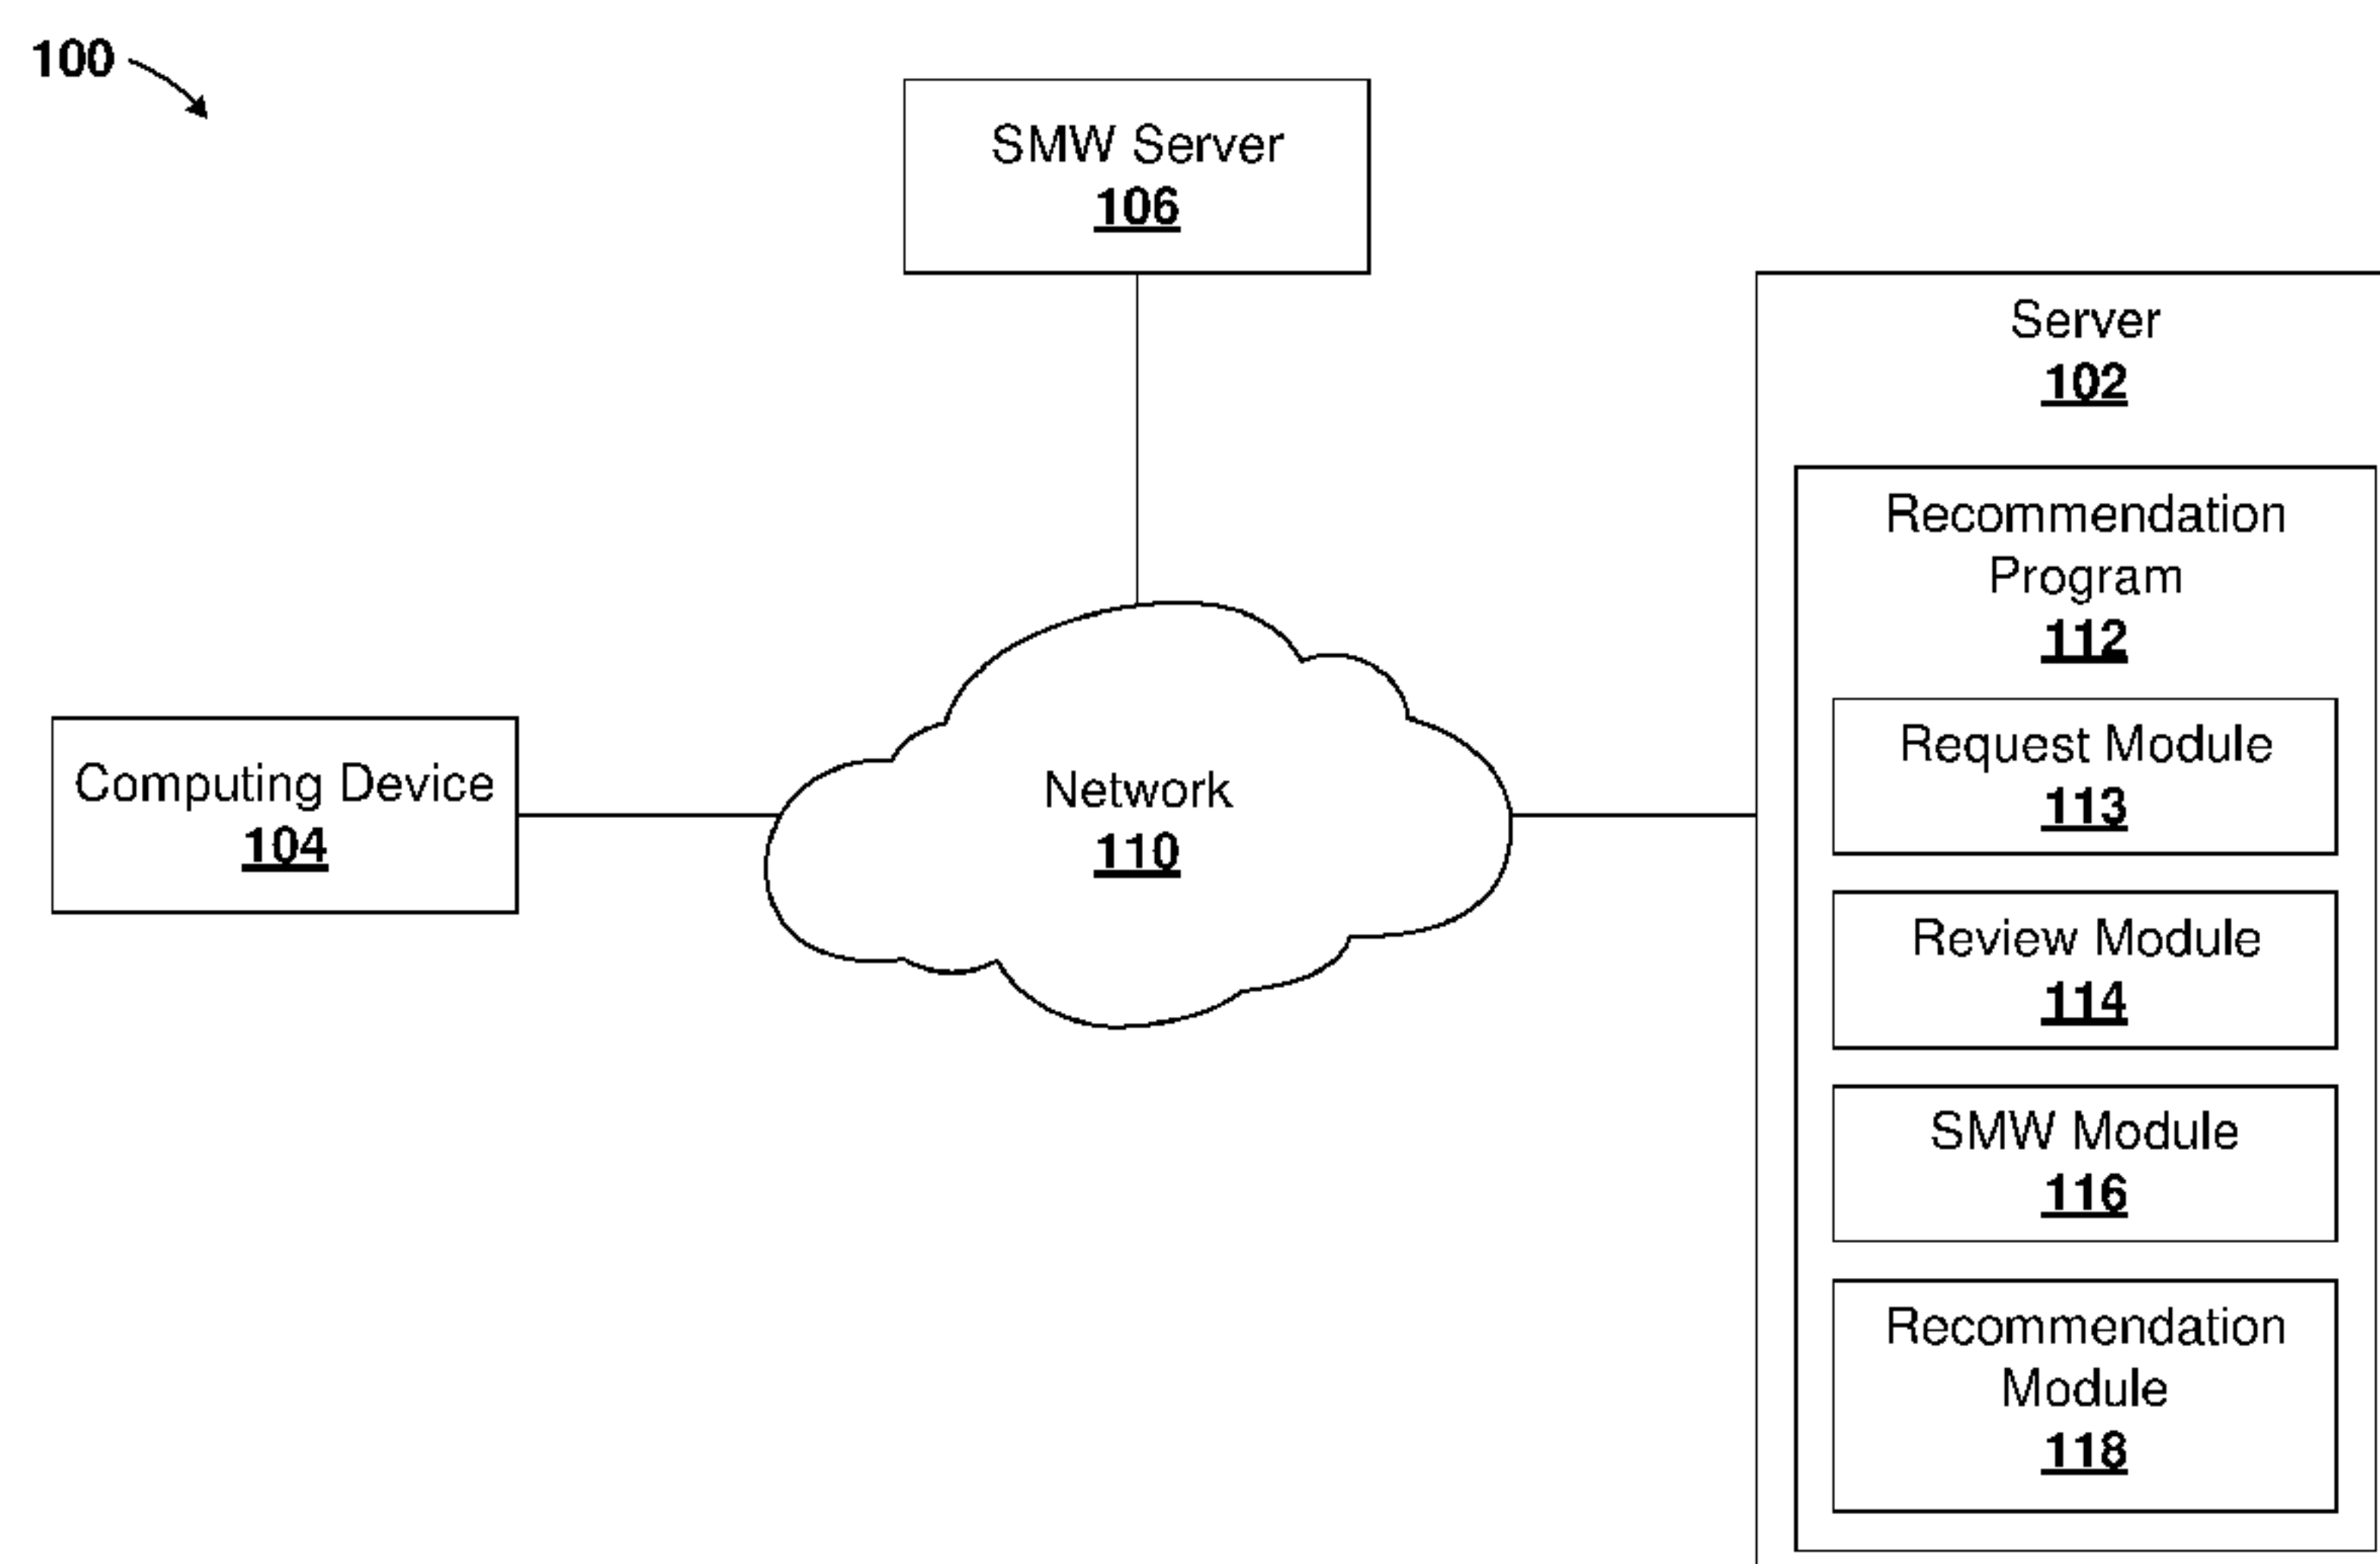 100
SMW Server
106
Server
102
Recommendation
Program
112
Request Module
113
Computing Device
104
Network
110
Review Module
114
SMW Module
116
Recommendation
Module
118